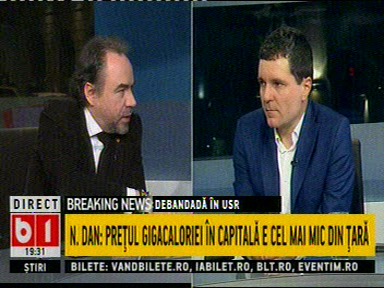 DIRECT
BREAKING NEWS DEBANDADĂ ÎN USR
b1
19:31
N. DAN: PREȚUL GIGACALORIEI ÎN CAPITALĂ E CEL MAI MIC DIN ȚARĂ
ȘTIRI
BILETE: VANDBILETE.RO, IABILET.RO, BLT.RO, EVENTIM.RO